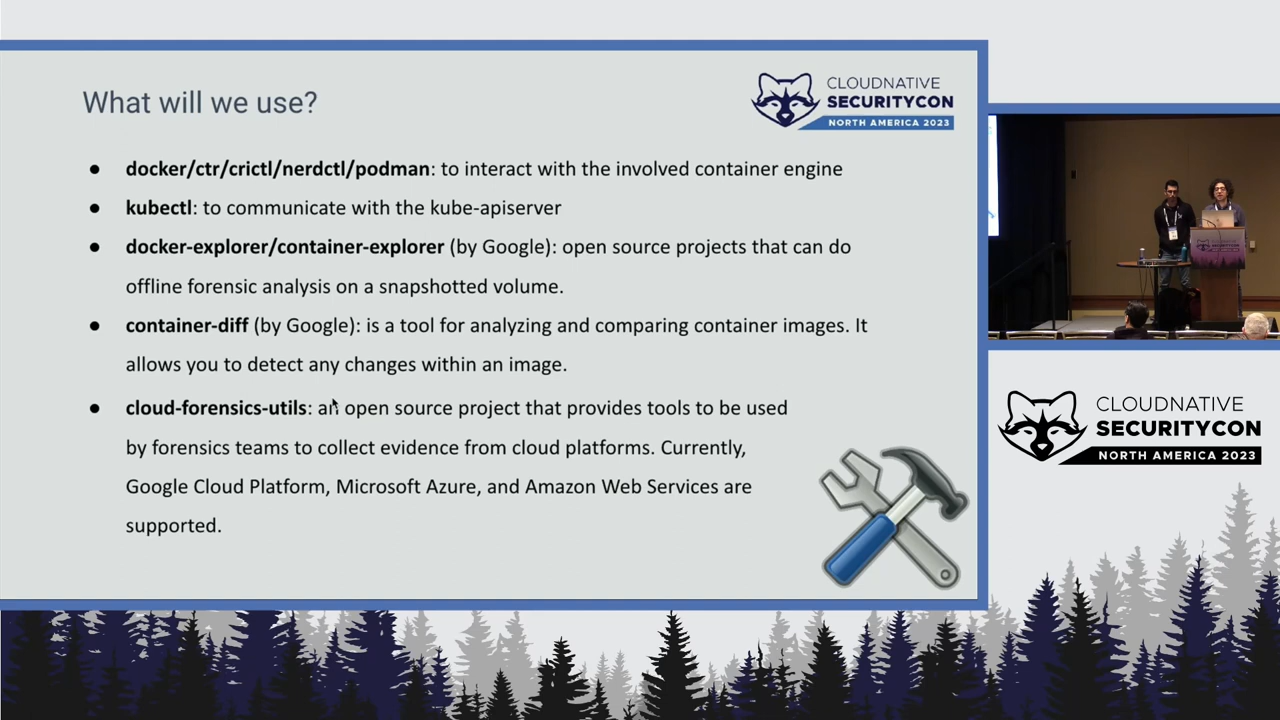 What will we use?
CLOUDNATIVE
SECURITYCON
NORTH AMERICA 2023
● docker/ctr/crictl/nerdctl/podman: to interact with the involved container engine
● kubectl: to communicate with the kube-apiserver
● docker-explorer/container-explorer (by Google): open source projects that can do
offline forensic analysis on a snapshotted volume.
● container-diff (by Google): is a tool for analyzing and comparing container images. It
allows you to detect any changes within an image.
● cloud-forensics-utils: an open source project that provides tools to be used
by forensics teams to collect evidence from cloud platforms. Currently,
Google Cloud Platform, Microsoft Azure, and Amazon Web Services are
supported.
CLOUDNATIVE
SECURITYCON
NORTH AMERICA 2023